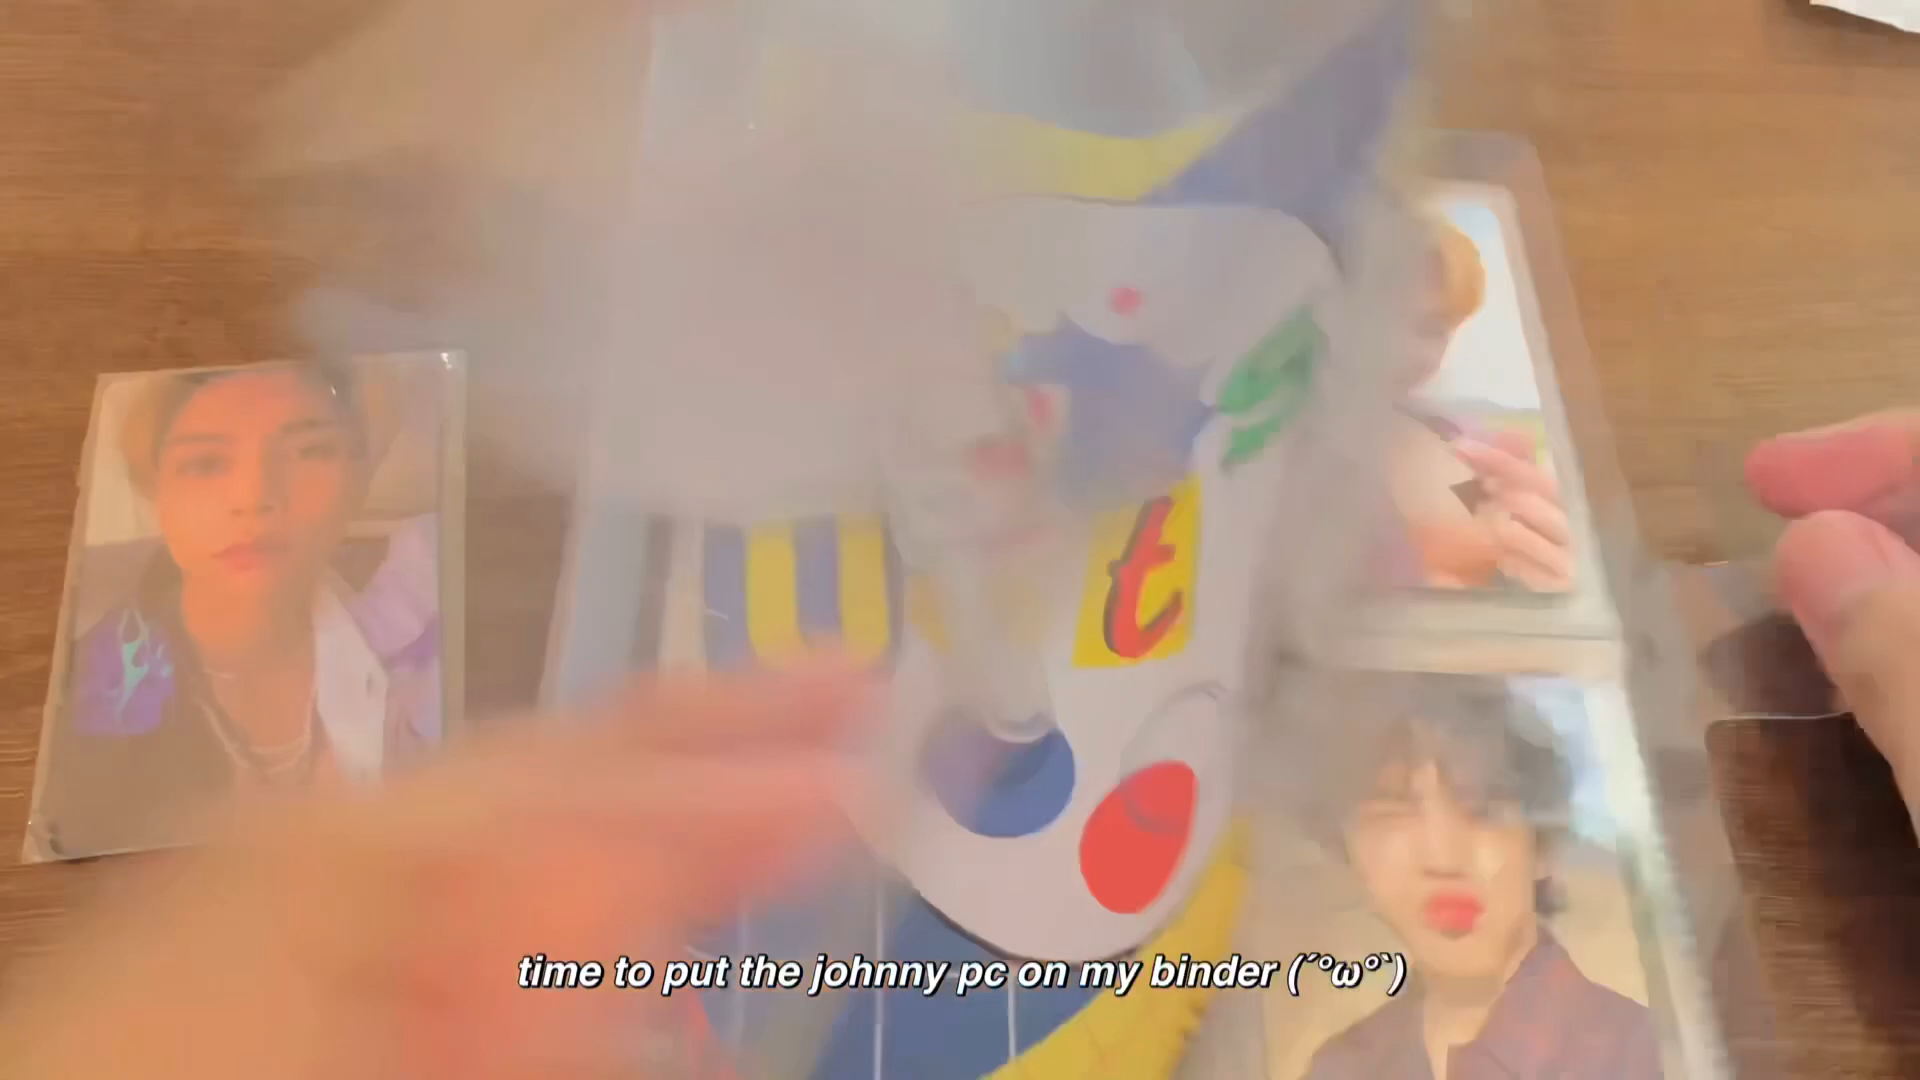 t
time to put the johnny pc on my binder (´°ω°`)